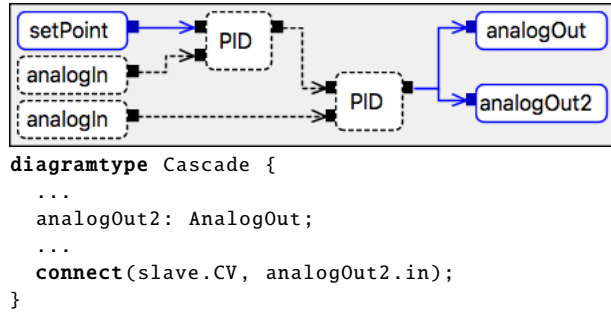 setPoint
PID
analogOut
analogIn
PID
analogOut2
analogIn
diagramtype Cascade {
  ...
  analogOut2: AnalogOut;
  ...
  connect(slave.CV, analogOut2.in);
}